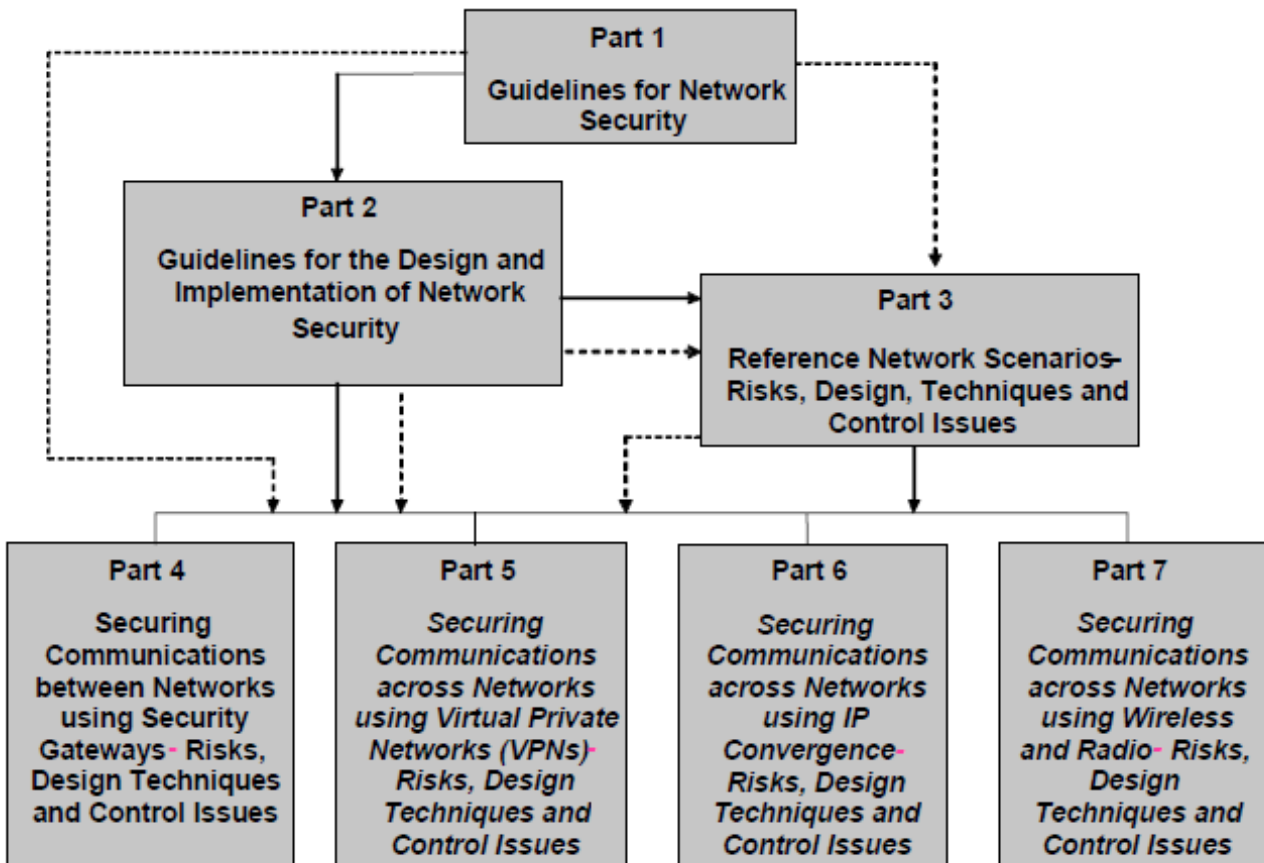 Part 1
Guidelines for Network
Security
Part 2
Guidelines for the Design and
Implementation of Network
Security
Part 3
Reference Network Scenarios-
Risks, Design, Techniques and
Control Issues
Part 4
Securing
Communications
between Networks
using Security
Gateways- Risks,
Design Techniques
and Control Issues
Part 5
Securing
Communications
across Networks
using Virtual Private
Networks (VPNs)-
Risks, Design
Techniques and
Control Issues
Part 6
Securing
Communications
across Networks
using IP
Convergence-
Risks, Design
Techniques and
Control Issues
Part 7
Securing
Communications
across Networks
using Wireless
and Radio- Risks,
Design
Techniques and
Control Issues